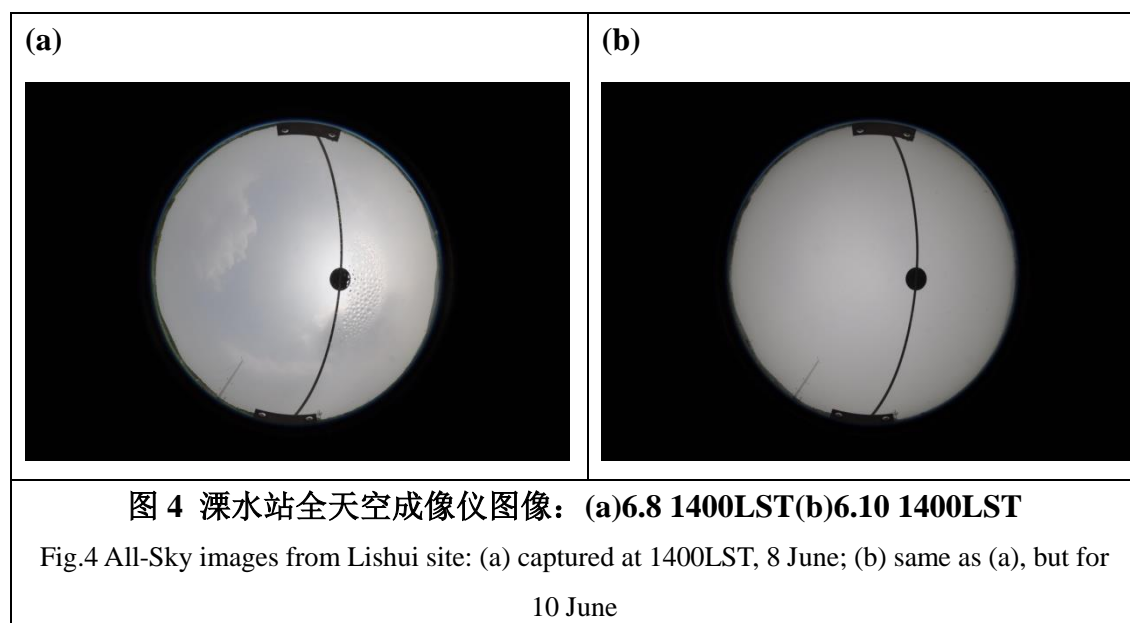 (a)
(b)
图 4 溧水站全天空成像仪图像：(a)6.8 1400LST(b)6.10 1400LST
Fig.4 All-Sky images from Lishui site: (a) captured at 1400LST, 8 June; (b) same as (a), but for
10 June